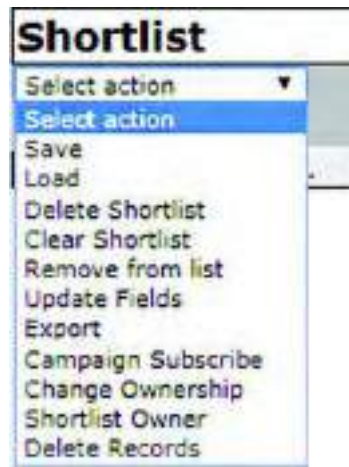 Shortlist
Select action
Select action
Save
Load
Delete Shortlist
Clear Shortlist
Remove from list
Update Fields
Export
Campaign Subscribe
Change Ownership
Shortlist Owner
Delete Records